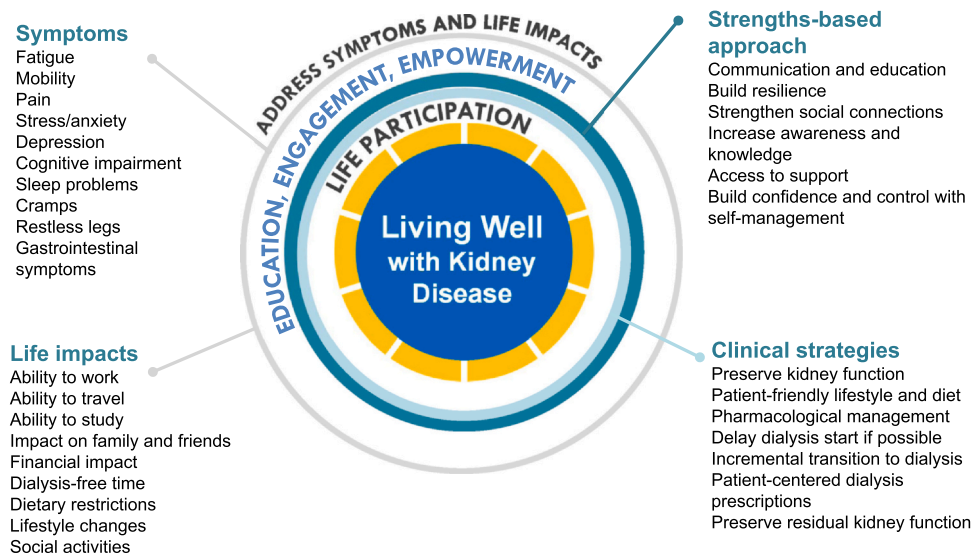 Symptoms
Fatigue
Mobility
Pain
Stress/anxiety
Depression
Cognitive impairment
Sleep problems
Cramps
Restless legs
Gastrointestinal
symptoms
Life impacts
Ability to work
Ability to travel
Ability to study
Impact on family and friends
Financial impact
Dialysis-free time
Dietary restrictions
Lifestyle changes
Social activities
ADDRESS SYMPTOMS AND LIFE IMPACTS
EDUCATION, ENGAGEMENT, EMPOWERMENT
LIFE PARTICIPATION
Living Well
with Kidney
Disease
Strengths-based
approach
Communication and education
Build resilience
Strengthen social connections
Increase awareness and
knowledge
Access to support
Build confidence and control with
self-management
Clinical strategies
Preserve kidney function
Patient-friendly lifestyle and diet
Pharmacological management
Delay dialysis start if possible
Incremental transition to dialysis
Patient-centered dialysis
prescriptions
Preserve residual kidney function